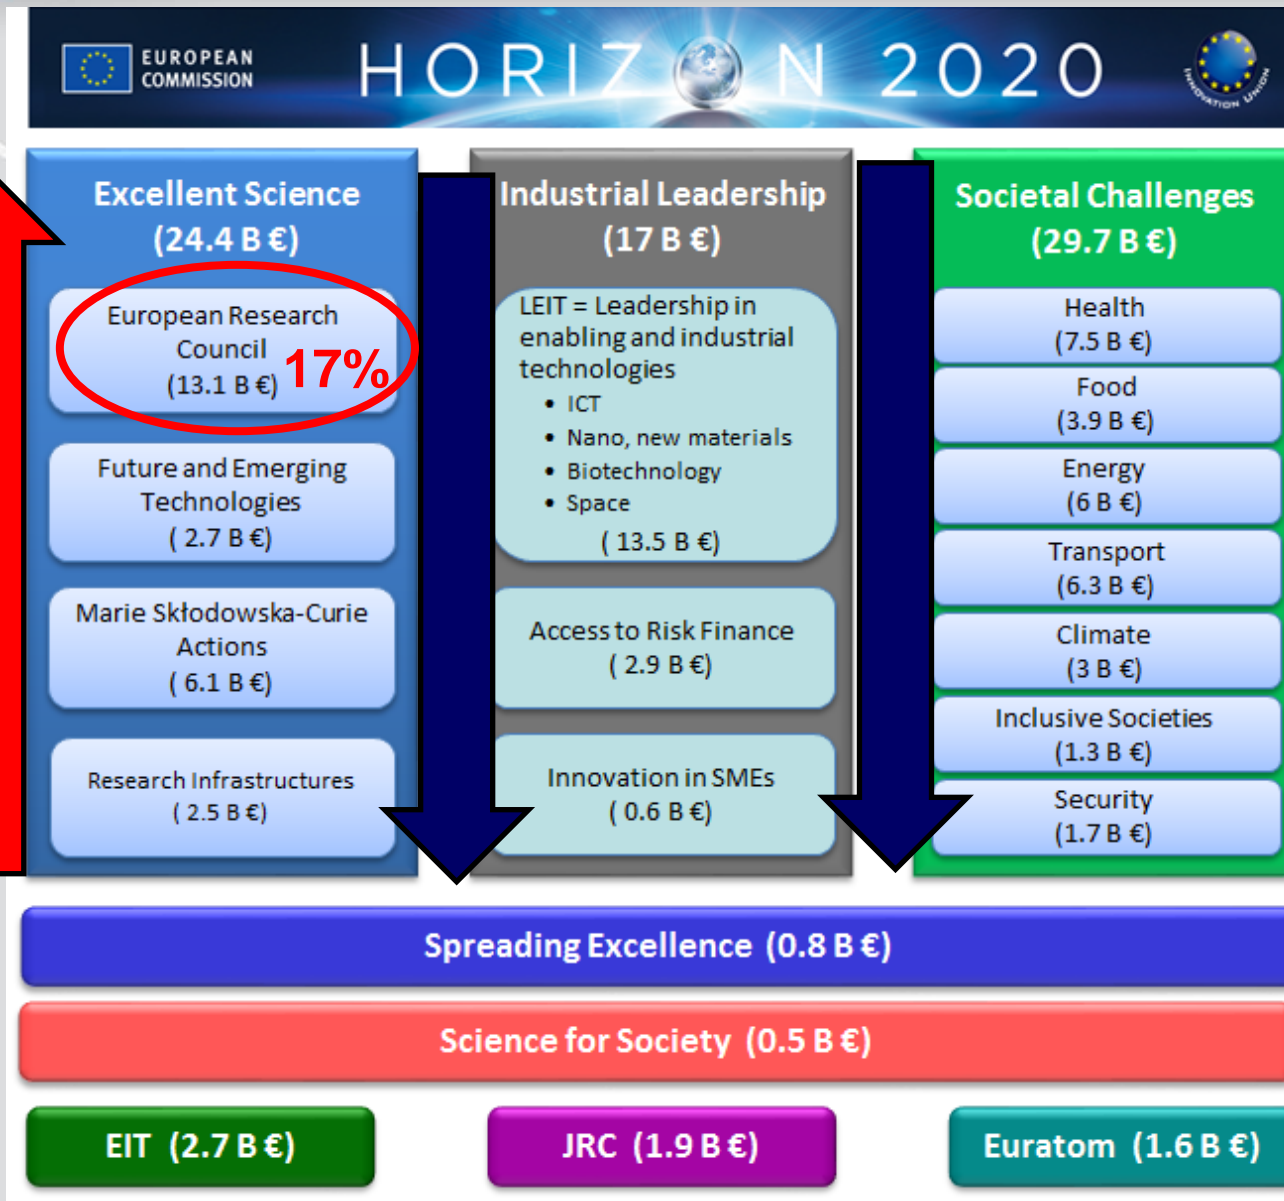 EUROPEAN
COMMISSION
HORIZON 2020
INNOVATION UNION
Excellent Science
(24.4 B €)
European Research
Council
(13.1 B €)
17%
Future and Emerging
Technologies
( 2.7 B €)
Marie Skłodowska-Curie
Actions
( 6.1 B €)
Research Infrastructures
( 2.5 B €)
Industrial Leadership
(17 B €)
LEIT = Leadership in
enabling and industrial
technologies
• ICT
• Nano, new materials
• Biotechnology
• Space
( 13.5 B €)
Access to Risk Finance
( 2.9 B €)
Innovation in SMEs
( 0.6 B €)
Societal Challenges
(29.7 B €)
Health
(7.5 B €)
Food
(3.9 B €)
Energy
(6 B €)
Transport
(6.3 B €)
Climate
(3 B €)
Inclusive Societies
(1.3 B €)
Security
(1.7 B €)
Spreading Excellence (0.8 B €)
Science for Society (0.5 B €)
EIT (2.7 B €)
JRC (1.9 B €)
Euratom (1.6 B €)